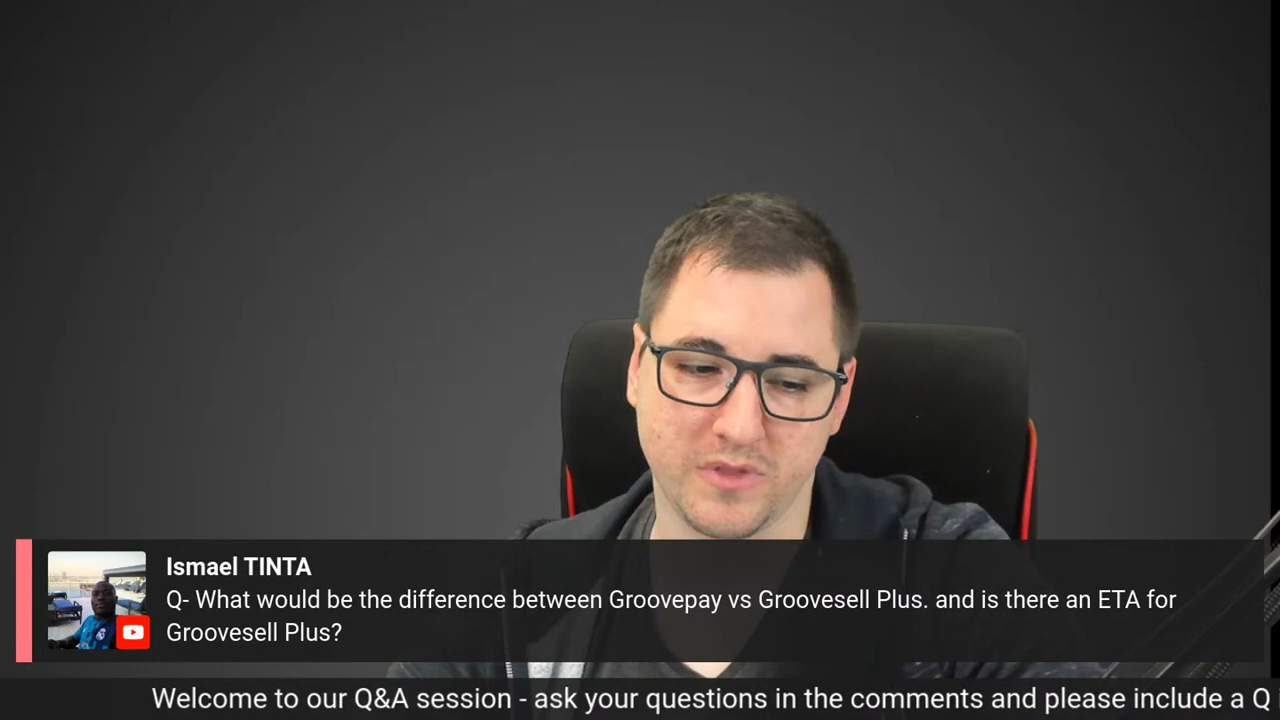 Ismael TINTA
Q- What would be the difference between Groovepay vs Groovesell Plus. and is there an ETA for
Groovesell Plus?
Welcome to our Q&A session - ask your questions in the comments and please include a Q